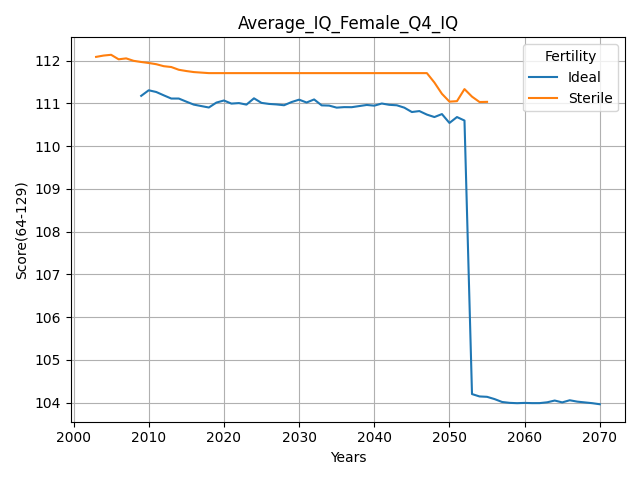 Average_IQ_Female_Q4_IQ
Fertility
Ideal
Sterile
Score(64-129)
112
111
110
109
108
107
106
105
104
2000 2010 2020 2030 2040 2050 2060 2070
Years